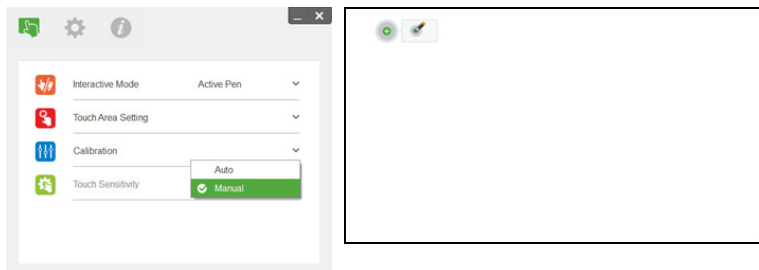 Interactive Mode Active Pen
Touch Area Setting
Calibration
Auto
Touch Sensitivity
Manual